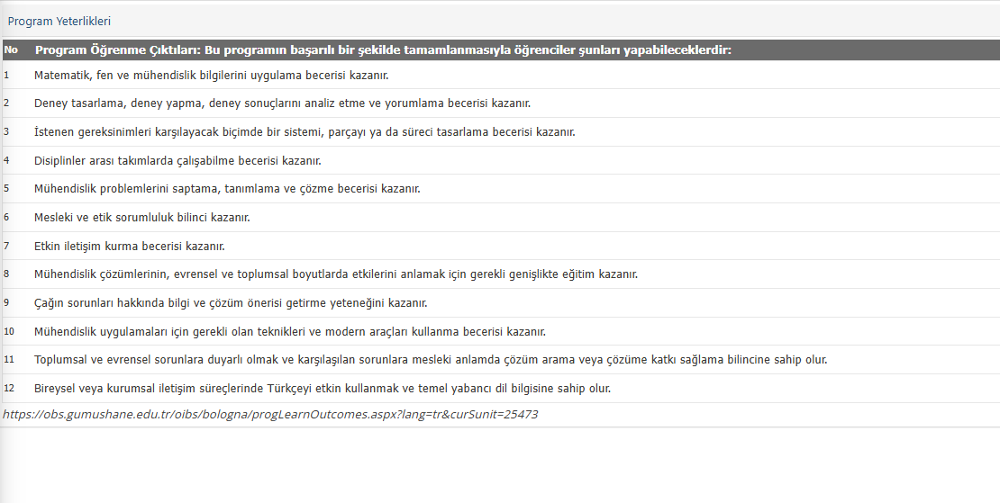 Program Yeterlikleri
No Program Öğrenme Çıktıları: Bu programın başarılı bir şekilde tamamlanmasıyla öğrenciler şunları yapabileceklerdir:
1 Matematik, fen ve mühendislik bilgilerini uygulama becerisi kazanır.
2 Deney tasarlama, deney yapma, deney sonuçlarını analiz etme ve yorumlama becerisi kazanır.
3 İstenen gereksinimleri karşılayacak biçimde bir sistemi, parçayı ya da süreci tasarlama becerisi kazanır.
4 Disiplinler arası takımlarda çalışabilme becerisi kazanır.
5 Mühendislik problemlerini saptama, tanımlama ve çözme becerisi kazanır.
6 Mesleki ve etik sorumluluk bilinci kazanır.
7 Etkin iletişim kurma becerisi kazanır.
8 Mühendislik çözümlerinin, evrensel ve toplumsal boyutlarda etkilerini anlamak için gerekli genişlikte eğitim kazanır.
9 Çağın sorunları hakkında bilgi ve çözüm önerisi getirme yeteneğini kazanır.
10 Mühendislik uygulamaları için gerekli olan teknikleri ve modern araçları kullanma becerisi kazanır.
11 Toplumsal ve evrensel sorunlara duyarlı olmak ve karşılaşılan sorunlara mesleki anlamda çözüm arama veya çözüme katkı sağlama bilincine sahip olur.
12 Bireysel veya kurumsal iletişim süreçlerinde Türkçeyi etkin kullanmak ve temel yabancı dil bilgisine sahip olur.
https://obs.gumushane.edu.tr/oibs/bologna/progLearnOutcomes.aspx?lang=tr&curSunit=25473